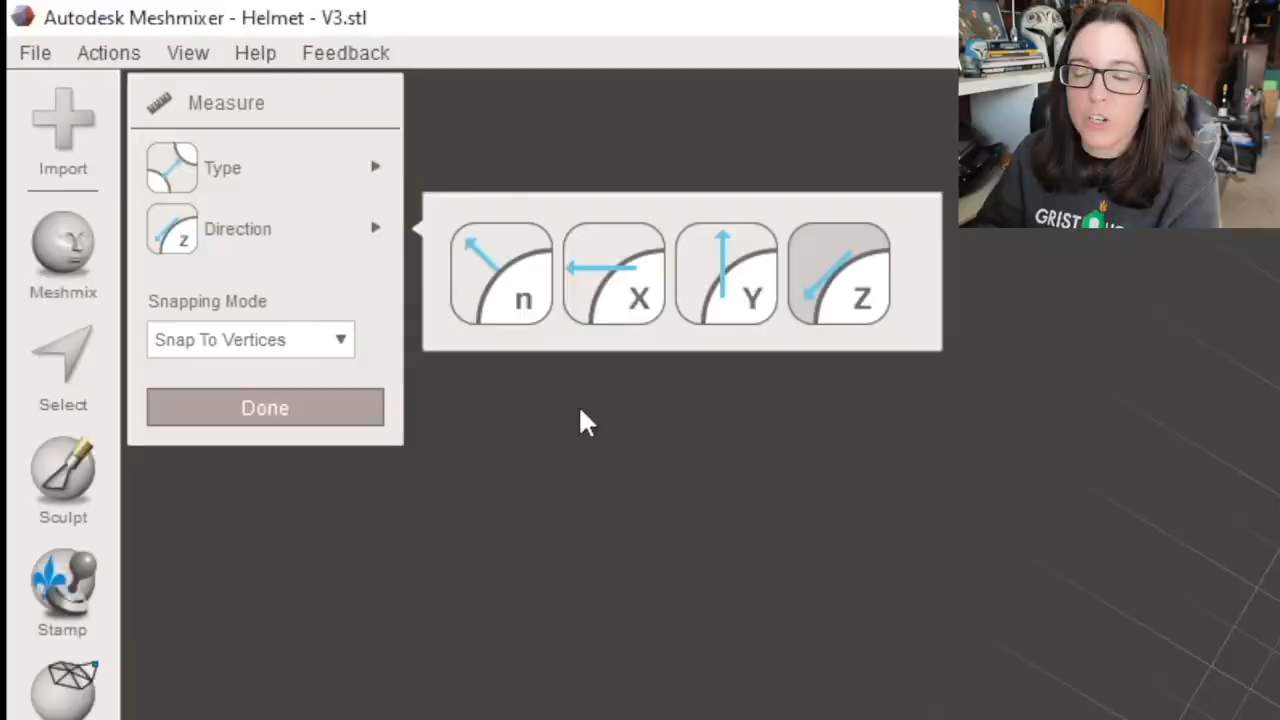 Autodesk Meshmixer - Helmet - V3.stl
File Actions View Help Feedback
Import
Meshmix
Select
Sculpt
Stamp
Measure
Type
z Direction
Snapping Mode
Snap To Vertices
Done
n X Y Z
GRIST